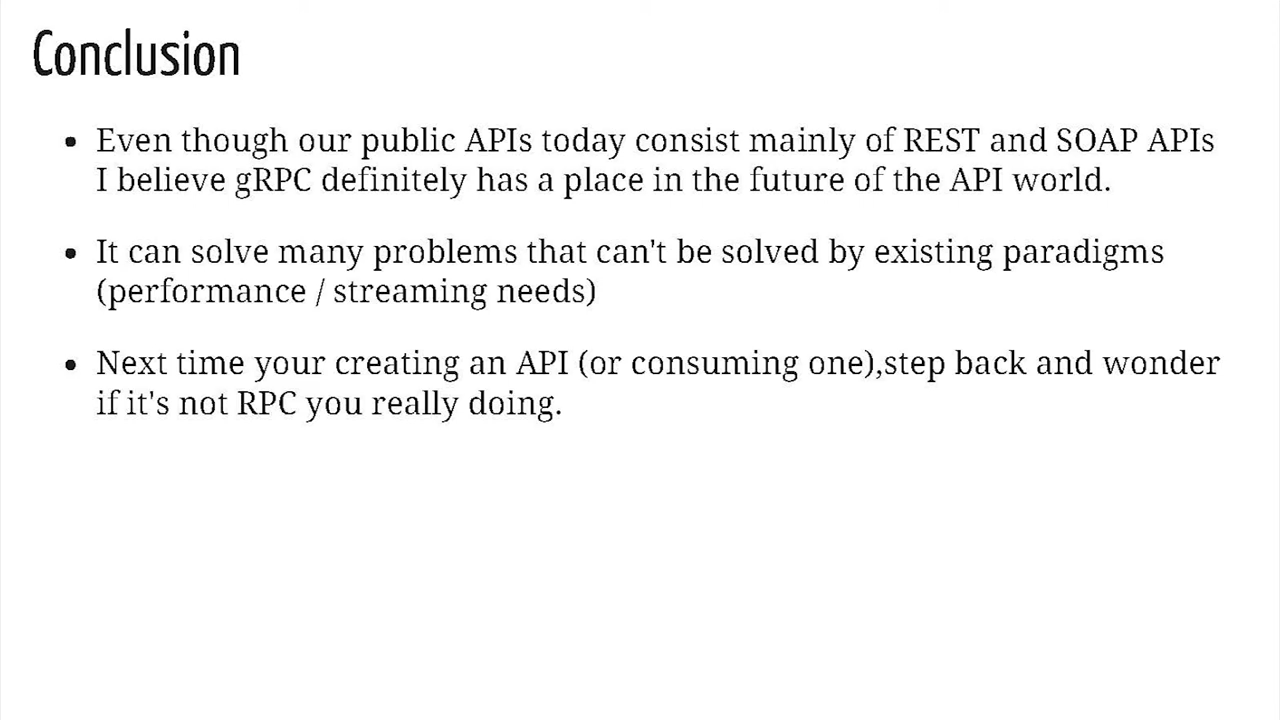 Conclusion
• Even though our public APIs today consist mainly of REST and SOAP APIs
I believe gRPC definitely has a place in the future of the API world.
• It can solve many problems that can't be solved by existing paradigms
(performance / streaming needs)
• Next time your creating an API (or consuming one),step back and wonder
if it's not RPC you really doing.